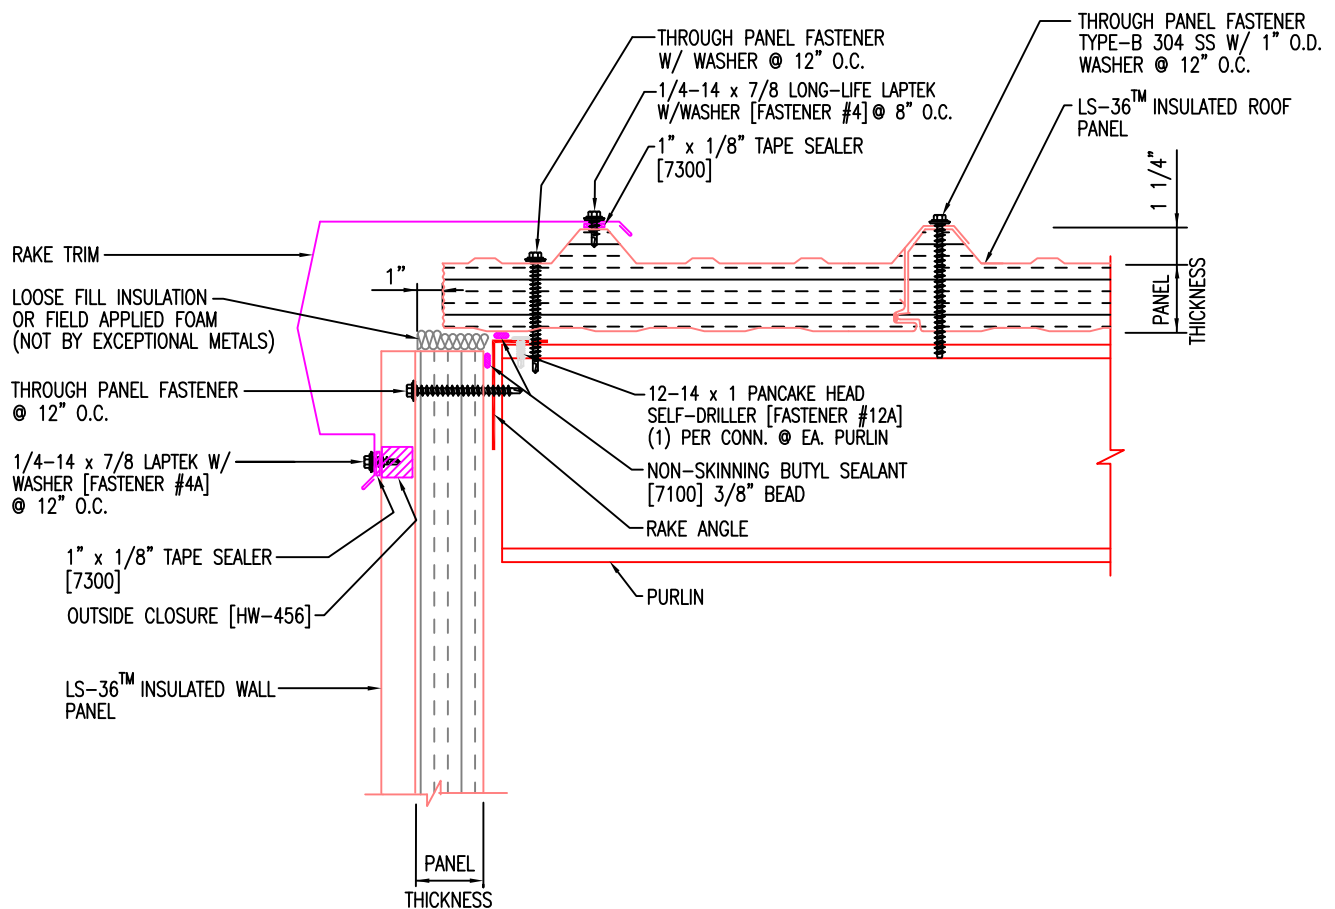 THROUGH PANEL FASTENER
W/ WASHER @ 12" O.C.
1/4-14 x 7/8 LONG-LIFE LAPTEK
W/WASHER [FASTENER #4]@ 8" O.C.
1" x 1/8" TAPE SEALER
[7300]
THROUGH PANEL FASTENER
TYPE-B 304 SS W/ 1" O.D.
WASHER @ 12" O.C.
LS-36™ INSULATED ROOF
PANEL
1 1/4"
PANEL
THICKNESS
RAKE TRIM
1"
LOOSE FILL INSULATION
OR FIELD APPLIED FOAM
(NOT BY EXCEPTIONAL METALS)
THROUGH PANEL FASTENER
@ 12" O.C.
1/4-14 x 7/8 LAPTEK W/
WASHER [FASTENER #4A]
@ 12" O.C.
1" x 1/8" TAPE SEALER
[7300]
OUTSIDE CLOSURE [HW-456]
LS-36™ INSULATED WALL
PANEL
12-14 x 1 PANCAKE HEAD
SELF-DRILLER [FASTENER #12A]
(1) PER CONN. @ EA. PURLIN
NON-SKINNING BUTYL SEALANT
[7100] 3/8" BEAD
RAKE ANGLE
PURLIN
PANEL
THICKNESS